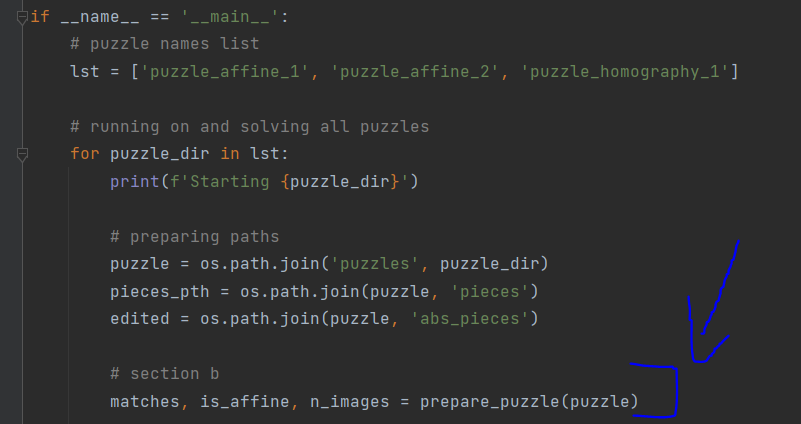 if __name__ == '__main__':
    # puzzle names list
    lst = ['puzzle_affine_1', 'puzzle_affine_2', 'puzzle_homography_1']

    # running on and solving all puzzles
    for puzzle_dir in lst:
        print(f'Starting {puzzle_dir}')

        # preparing paths
        puzzle = os.path.join('puzzles', puzzle_dir)
        pieces_pth = os.path.join(puzzle, 'pieces')
        edited = os.path.join(puzzle, 'abs_pieces')

        # section b
        matches, is_affine, n_images = prepare_puzzle(puzzle)